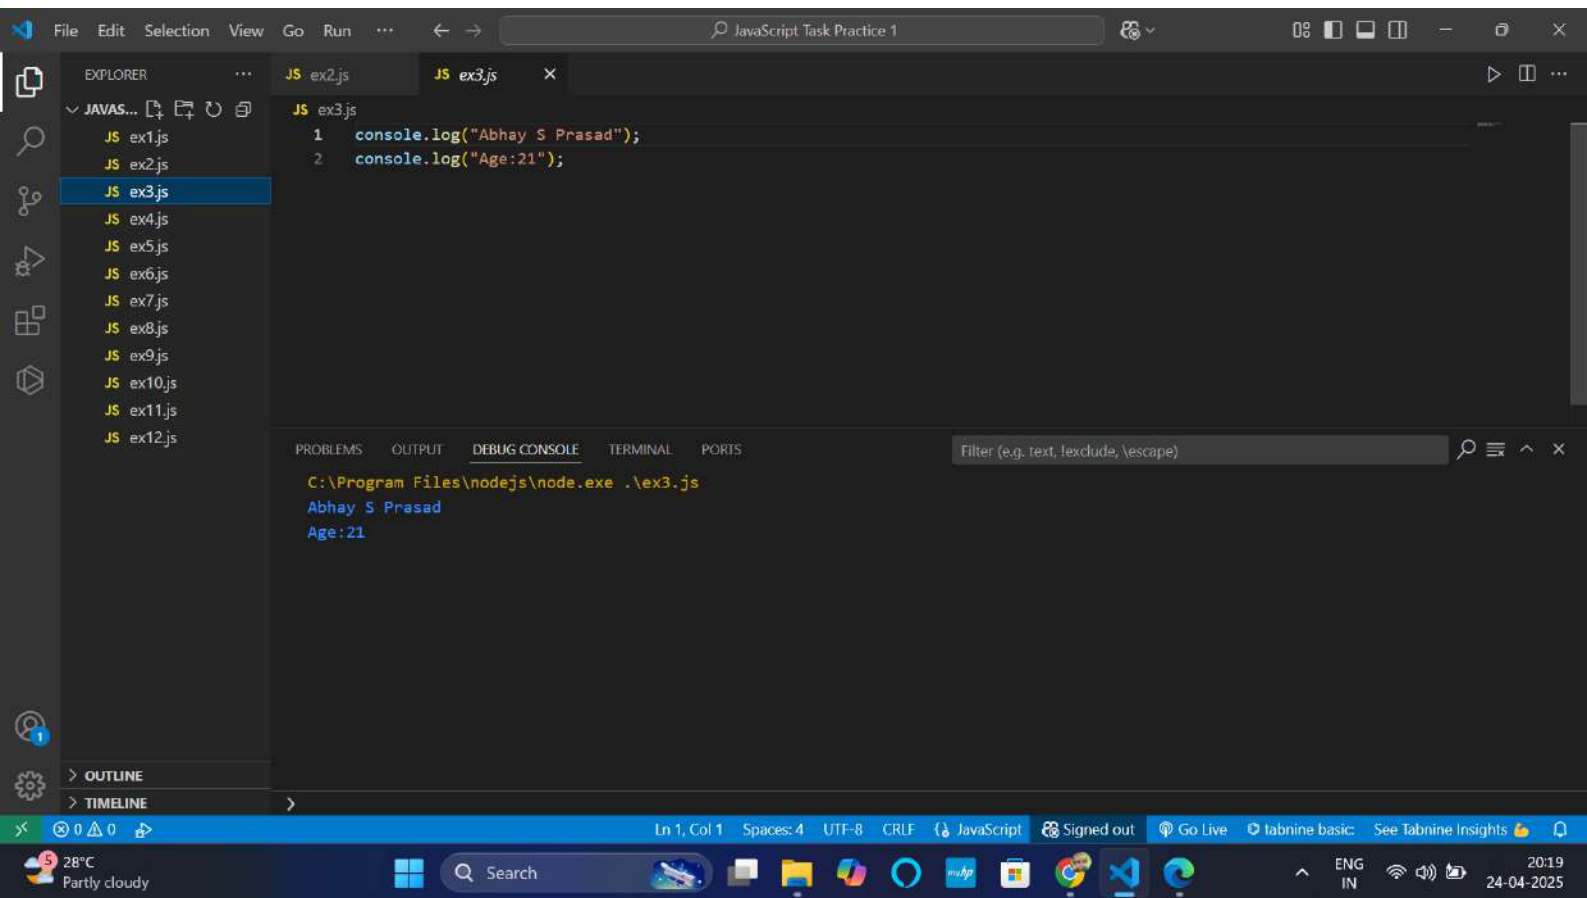 File Edit Selection View Go Run ··· JavaScript Task Practice 1
EXPLORER ···
JS ex2.js JS ex3.js
JAVAS...
JS ex1.js
JS ex2.js
JS ex3.js
JS ex4.js
JS ex5.js
JS ex6.js
JS ex7.js
JS ex8.js
JS ex9.js
JS ex10.js
JS ex11.js
JS ex12.js
OUTLINE
TIMELINE
JS ex3.js
1 console.log("Abhay S Prasad");
2 console.log("Age:21");
PROBLEMS OUTPUT DEBUG CONSOLE TERMINAL PORTS Filter (e.g. text, !exclude, \escape)
C:\Program Files\nodejs\node.exe .\ex3.js
Abhay S Prasad
Age:21
0 0 Ln 1, Col 1 Spaces: 4 UTF-8 CRLF JavaScript Signed out Go Live tabnine basic: See Tabnine Insights
1
5
28°C
Partly cloudy
Search
myhp
ENG
IN
20:19
24-04-2025